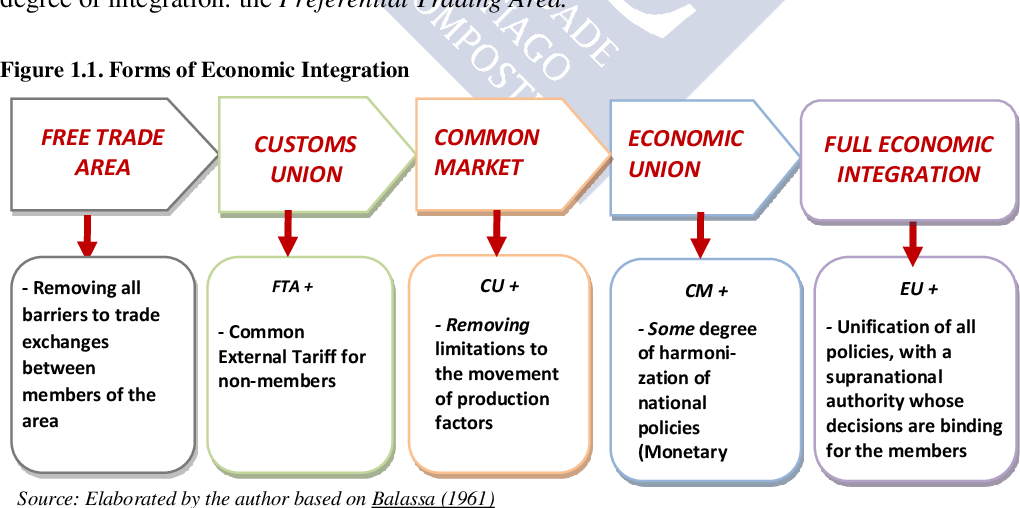 degree of integration: the Preferential Trading Area.
Figure 1.1. Forms of Economic Integration
FREE TRADE
AREA
CUSTOMS
UNION
COMMON
MARKET
ECONOMIC
UNION
FULL ECONOMIC
INTEGRATION
- Removing all
barriers to trade
exchanges
between
members of the
area
FTA +
- Common
External Tariff for
non-members
CU +
- Removing
limitations to
the movement
of production
factors
CM +
- Some degree
of harmoni-
zation of
national
policies
(Monetary
EU +
- Unification of all
policies, with a
supranational
authority whose
decisions are binding
for the members
Source: Elaborated by the author based on Balassa (1961)